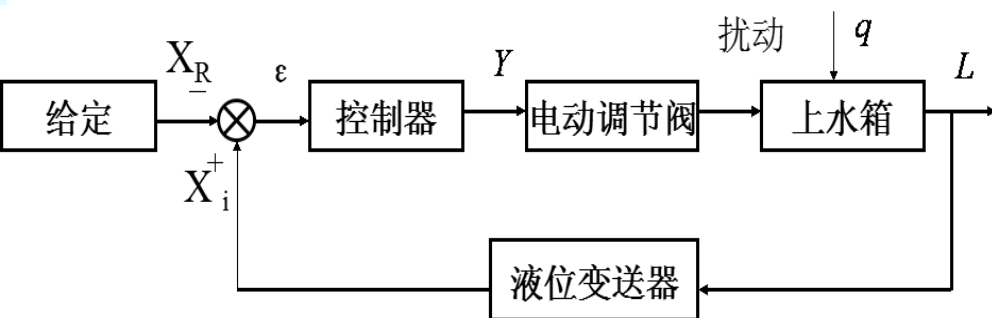 扰动 q
X_R
−
ε
Y
L
给定
控制器
电动调节阀
上水箱
+
X_i
液位变送器